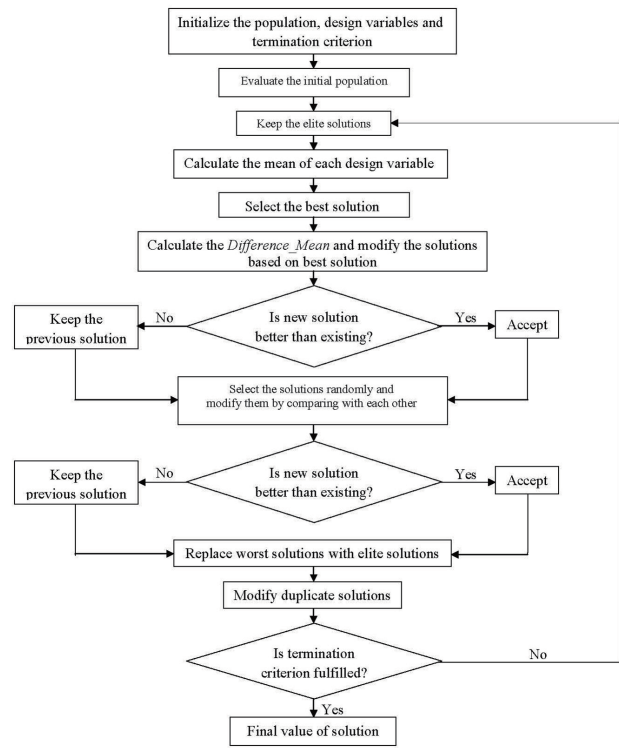 Initialize the population, design variables and
termination criterion
Evaluate the initial population
Keep the elite solutions
Calculate the mean of each design variable
Select the best solution
Calculate the Difference_Mean and modify the solutions
based on best solution
Keep the
previous solution
No
Is new solution
better than existing?
Yes
Accept
Select the solutions randomly and
modify them by comparing with each other
Keep the
previous solution
No
Is new solution
better than existing?
Yes
Accept
Replace worst solutions with elite solutions
Modify duplicate solutions
Is termination
criterion fulfilled?
No
Yes
Final value of solution